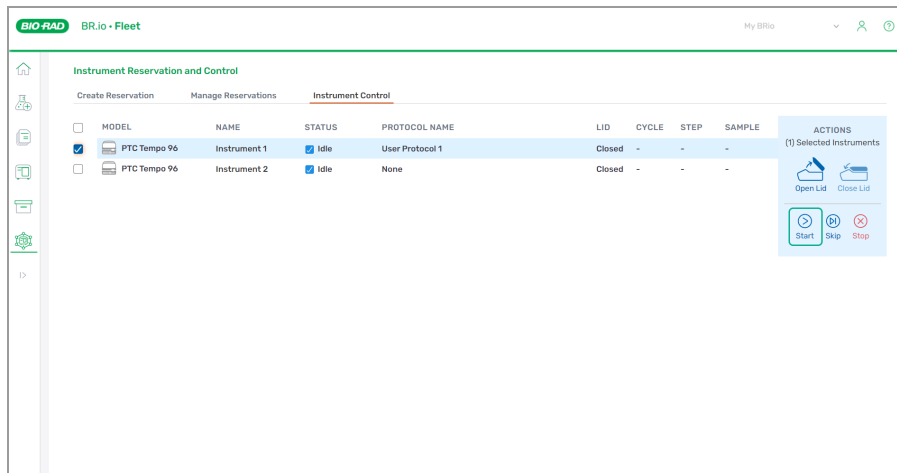 BIO-RAD BR.io • Fleet My BRio
Instrument Reservation and Control
Create Reservation Manage Reservations Instrument Control
MODEL NAME STATUS PROTOCOL NAME LID CYCLE STEP SAMPLE
PTC Tempo 96 Instrument 1 Idle User Protocol 1 Closed - - -
PTC Tempo 96 Instrument 2 Idle None Closed - - -
ACTIONS
(1) Selected Instruments
Open Lid Close Lid
Start Skip Stop